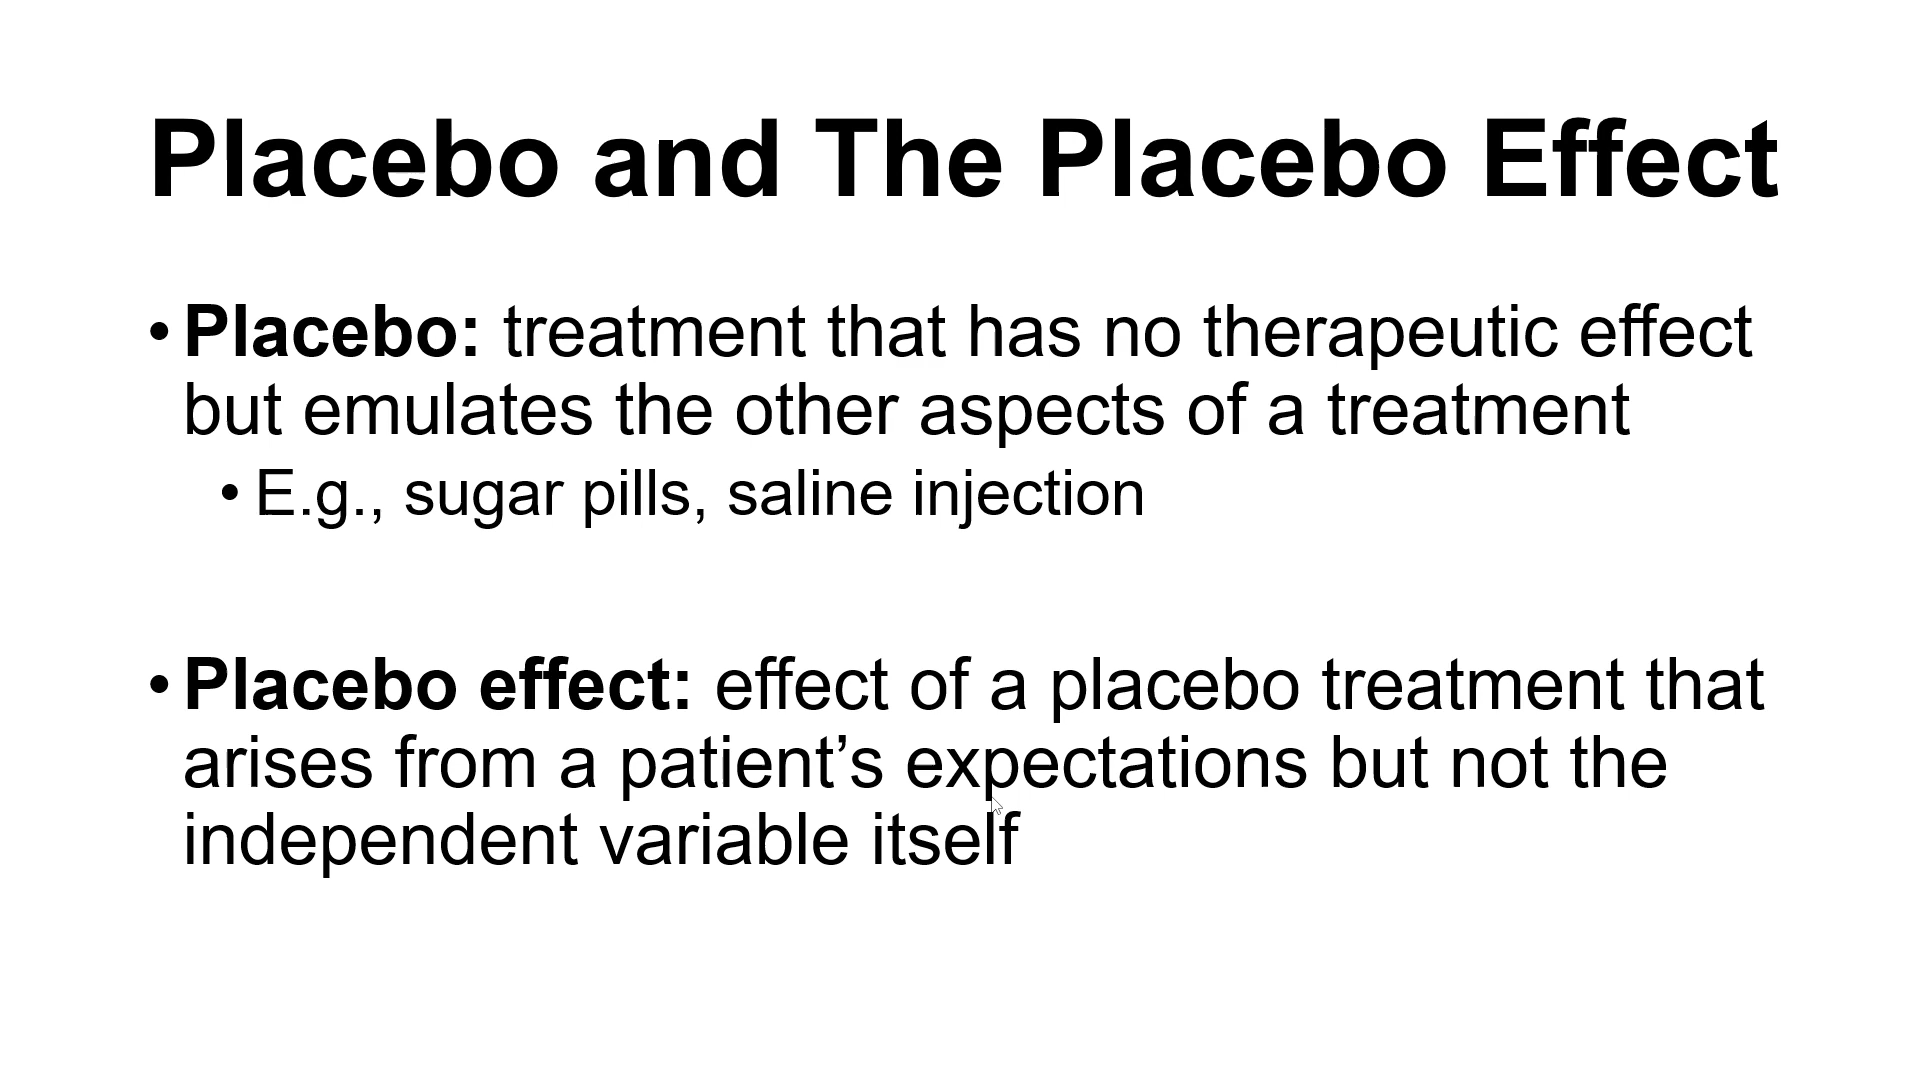 Placebo and The Placebo Effect
• Placebo: treatment that has no therapeutic effect
but emulates the other aspects of a treatment
• E.g., sugar pills, saline injection
• Placebo effect: effect of a placebo treatment that
arises from a patient’s expectations but not the
independent variable itself